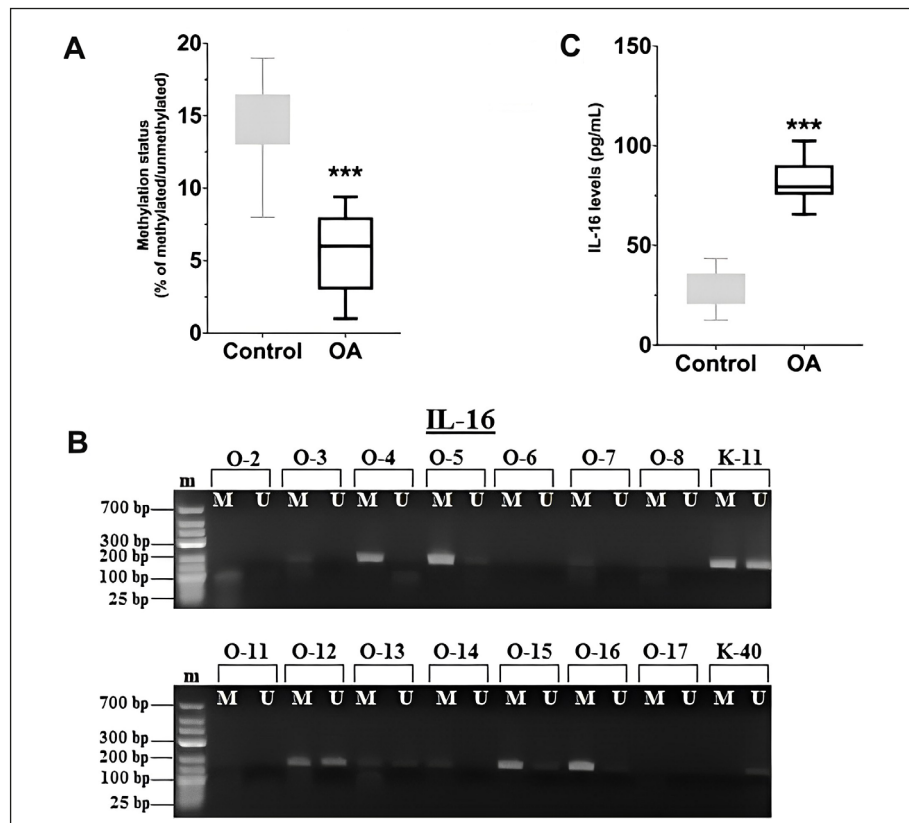 A
Methylation status
(% of methylated/unmethylated)
20
15
10
5
0
***
Control OA
C
IL-16 levels (pg/mL)
150
100
50
0
***
Control OA
B
IL-16
O-2 O-3 O-4 O-5 O-6 O-7 O-8 K-11
m M U M U M U M U M U M U M U M U
700 bp
300 bp
200 bp
100 bp
25 bp
O-11 O-12 O-13 O-14 O-15 O-16 O-17 K-40
m M U M U M U M U M U M U M U M U
700 bp
300 bp
200 bp
100 bp
25 bp